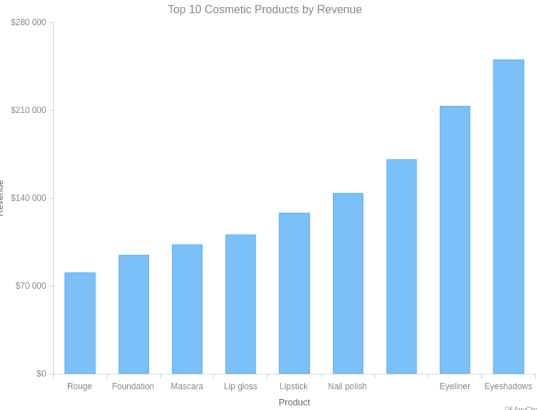 Top 10 Cosmetic Products by Revenue
$280 000
$210 000
$140 000
$70 000
$0
Revenue
Rouge Foundation Mascara Lip gloss Lipstick Nail polish Eyeliner Eyeshadows
Product